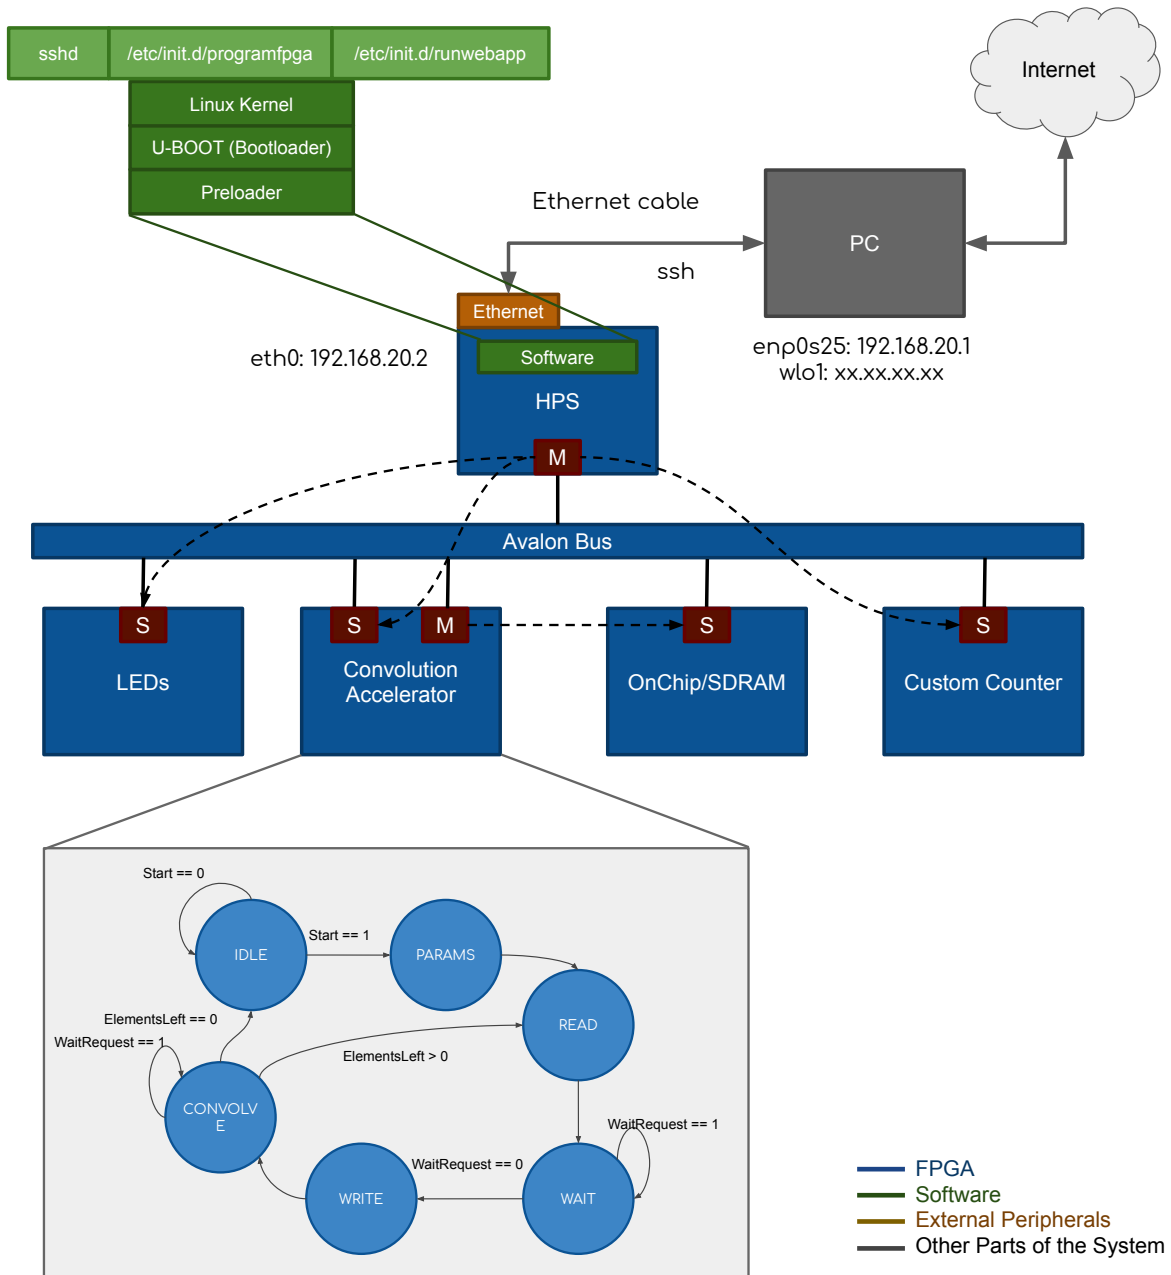 sshd
/etc/init.d/programfpga
/etc/init.d/runwebapp
Linux Kernel
U-BOOT (Bootloader)
Preloader
Internet
Ethernet cable
ssh
PC
Ethernet
eth0: 192.168.20.2
Software
HPS
enp0s25: 192.168.20.1
wlo1: xx.xx.xx.xx
M
Avalon Bus
S
LEDs
S
M
Convolution
Accelerator
S
OnChip/SDRAM
S
Custom Counter
Start == 0
IDLE
Start == 1
PARAMS
READ
ElementsLeft == 0
WaitRequest == 1
ElementsLeft > 0
CONVOLV
E
WaitRequest == 1
WaitRequest == 0
WRITE
WAIT
FPGA
Software
External Peripherals
Other Parts of the System